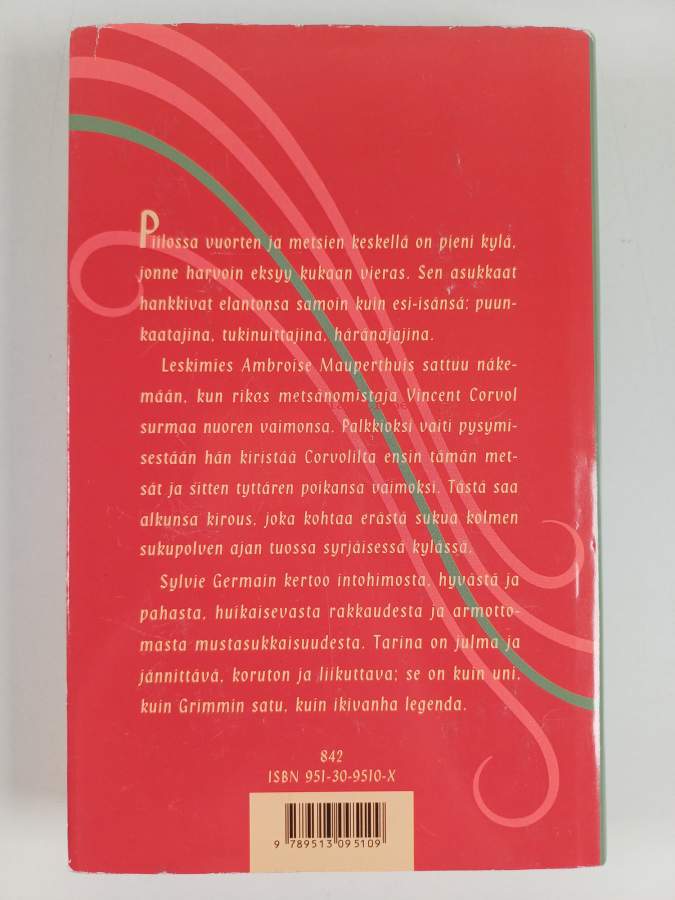 Piilossa vuorten ja metsien keskellä on pieni kylä,
jonne harvoin eksyy kukaan vieras. Sen asukkaat
hankkivat elantonsa samoin kuin esi-isänsä: puun-
kaatajina, tukinuittajina, häränajajina.
Leskimies Ambroise Mauperthuis sattuu näke-
mään, kun rikas metsänomistaja Vincent Corvol
surmaa nuoren vaimonsa. Palkkioksi vaiti pysymi-
sestään hän kiristää Corvolilta ensin tämän met-
sät ja sitten tyttären poikansa vaimoksi. Tästä saa
alkunsa kirous, joka kohtaa erästä sukua kolmen
sukupolven ajan tuossa syrjäisessä kylässä.
Sylvie Germain kertoo intohimosta, hyvästä ja
pahasta, huikaisevasta rakkaudesta ja armotto-
masta mustasukkaisuudesta. Tarina on julma ja
jännittävä, koruton ja liikuttava; se on kuin uni,
kuin Grimmin satu, kuin ikivanha legenda.
842
ISBN 951-30-9510-X
9 789513 095109